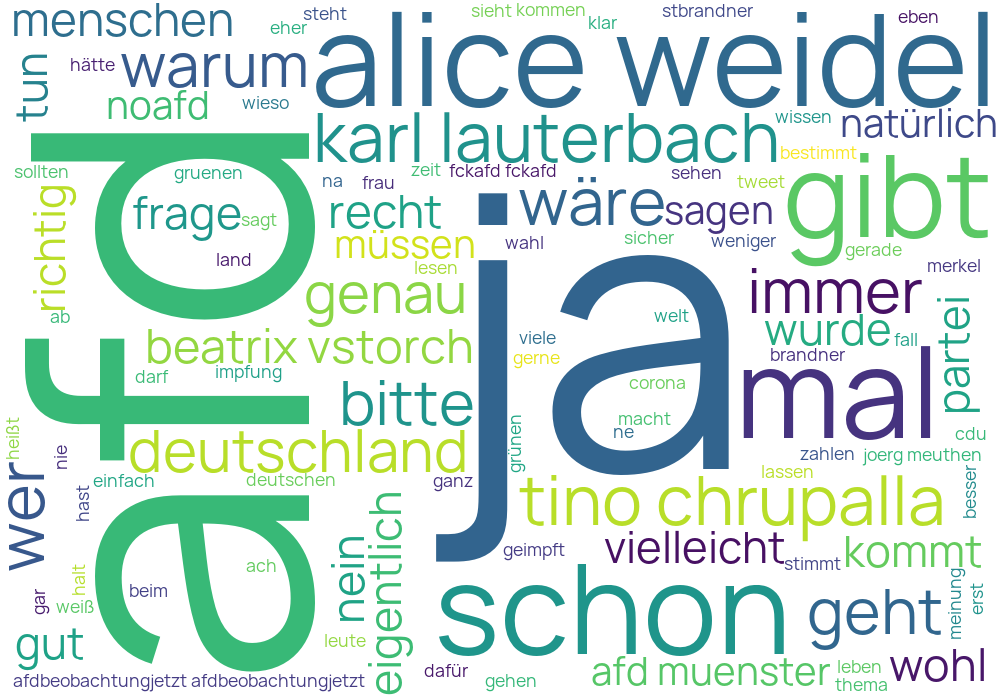 menschen
steht
eher
sieht kommen
klar
stbrandner
eben
tun
hätte
warum
alice weidel
noafd
wieso
karl lauterbach
wissen
natürlich
bestimmt
sollten
gruenen
na
frau
zeit
fckafd fckafd
sehen
tweet
gibt
richtig
frage
sagt
recht
wäre
sagen
müssen
wahl
sicher
weniger
gerade
land
lesen
merkel
afd
ja
genau
immer
ab
welt
wurde
fall
partei
beatrix vstorch
viele
gerne
brandner
darf
impfung
bitte
corona
mal
macht
ne
heißt
nie
deutschland
grünen
zahlen
cdu
joerg meuthen
wer
hast
einfach
deutschen
ganz
lassen
besser
tino chrupalla
eigentlich
nein
geimpft
vielleicht
stimmt
kommt
ach
halt
gar
weiß
beim
schon
geht
meinung
erst
gut
leute
afdbeobachtungjetzt afdbeobachtungjetzt
dafür
gehen
afd muenster
leben
thema
wohl